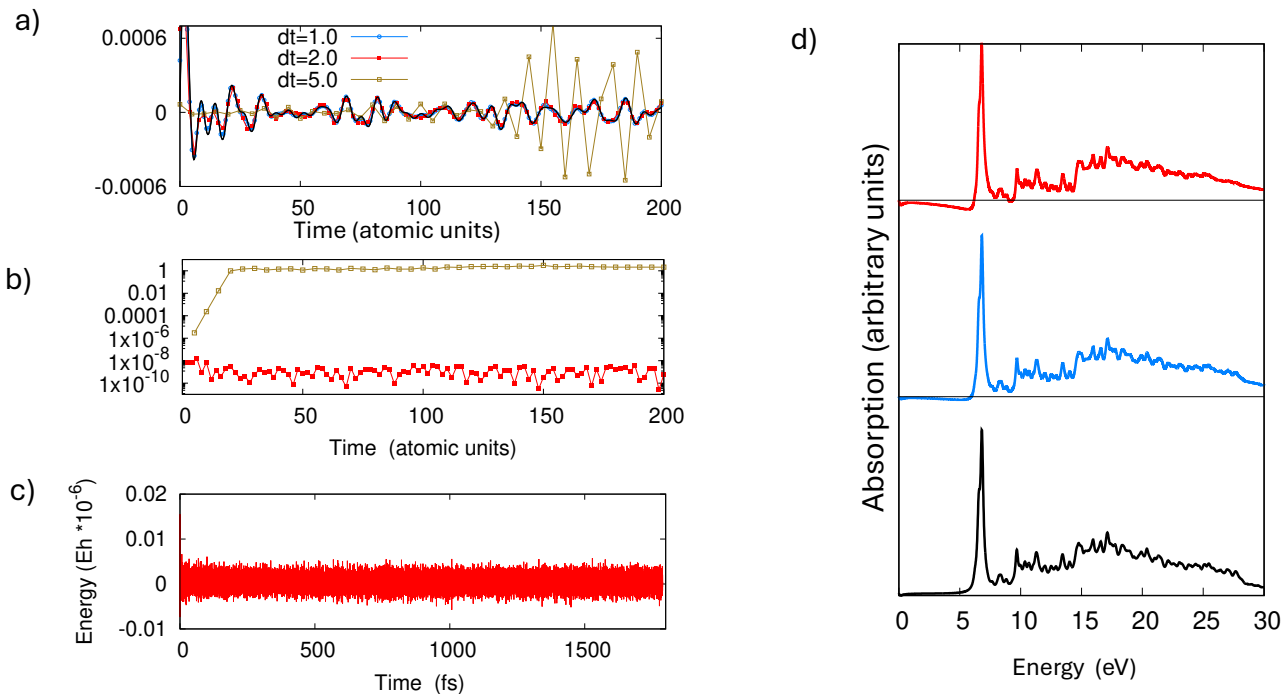 a)
0.0006
0
-0.0006
dt=1.0
dt=2.0
dt=5.0
0 50 100 150 200
Time (atomic units)
b)
1
0.01
0.0001
1x10⁻⁶
1x10⁻⁸
1x10⁻¹⁰
0 50 100 150 200
Time (atomic units)
c)
Energy (Eh *10⁻⁶)
0.02
0.01
0
-0.01
0 500 1000 1500
Time (fs)
d)
Absorption (arbitrary units)
0 5 10 15 20 25 30
Energy (eV)